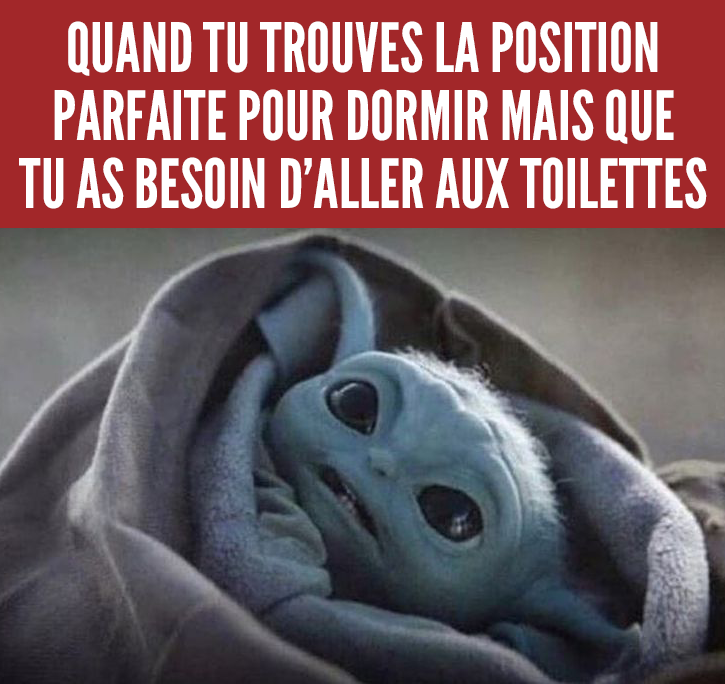 QUAND TU TROUVES LA POSITION
PARFAITE POUR DORMIR MAIS QUE
TU AS BESOIN D'ALLER AUX TOILETTES